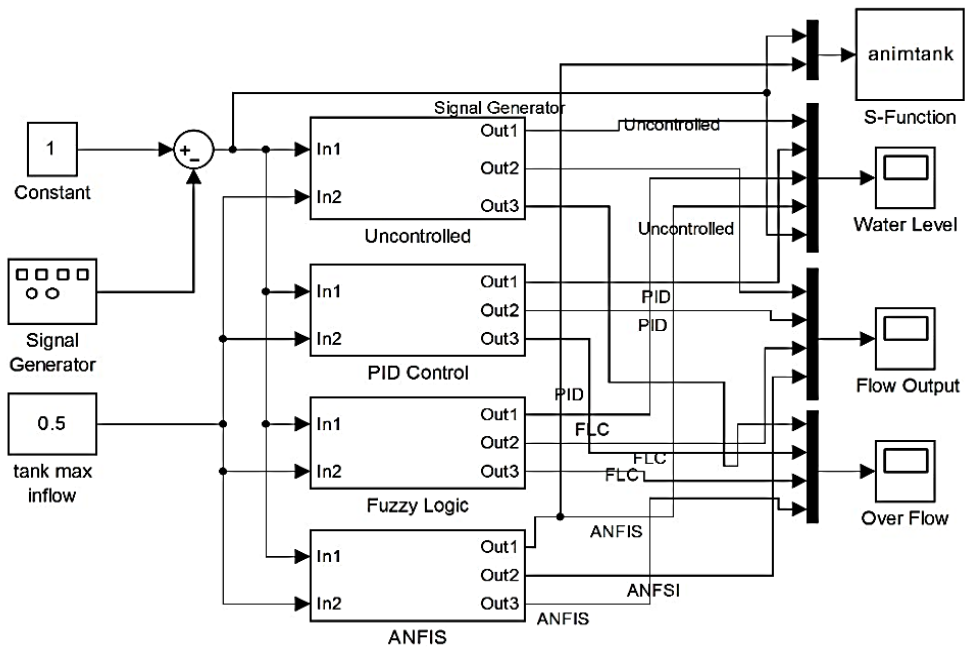 animtank
S-Function
Signal Generator
1
Constant
+
−
In1
In2
Out1
Out2
Out3
Uncontrolled
Uncontrolled
Uncontrolled
Water Level
Signal
Generator
In1
In2
Out1
Out2
Out3
PID Control
PID
PID
PID
Flow Output
0.5
tank max
inflow
In1
In2
Out1
Out2
Out3
Fuzzy Logic
FLC
FLC
FLC
Over Flow
In1
In2
Out1
Out2
Out3
ANFIS
ANFIS
ANFSI
ANFIS